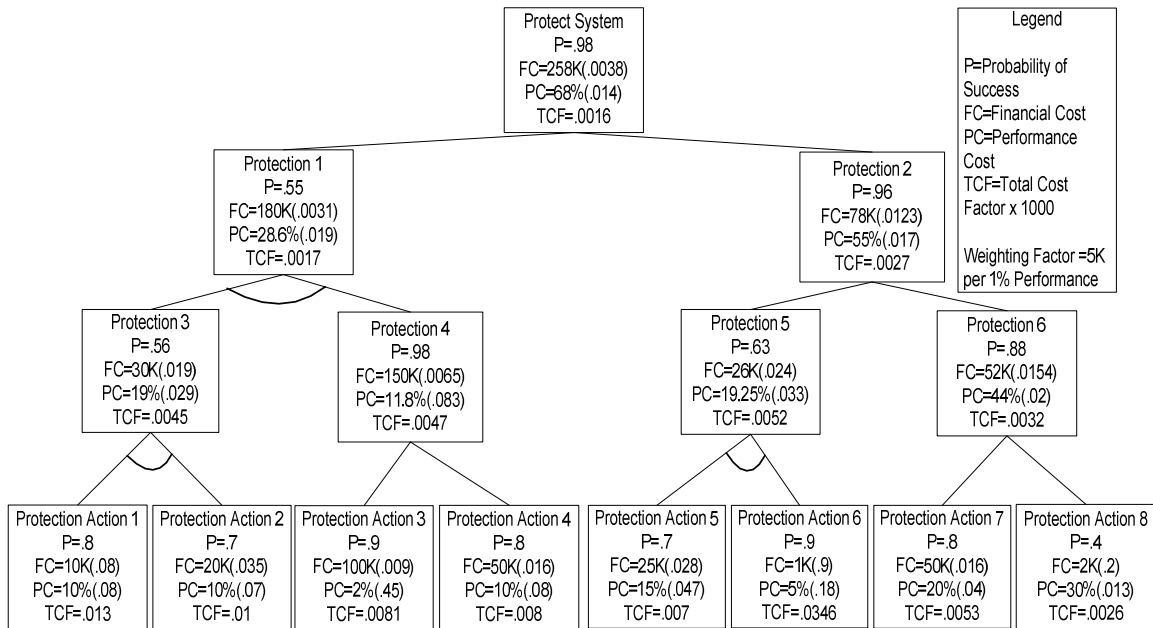 Protect System
P=.98
FC=258K(.0038)
PC=68%(.014)
TCF=.0016
Legend
P=Probability of
Success
FC=Financial Cost
PC=Performance
Cost
TCF=Total Cost
Factor x 1000
Weighting Factor =5K
per 1% Performance
Protection 1
P=.55
FC=180K(.0031)
PC=28.6%(.019)
TCF=.0017
Protection 2
P=.96
FC=78K(.0123)
PC=55%(.017)
TCF=.0027
Protection 3
P=.56
FC=30K(.019)
PC=19%(.029)
TCF=.0045
Protection 4
P=.98
FC=150K(.0065)
PC=11.8%(.083)
TCF=.0047
Protection 5
P=.63
FC=26K(.024)
PC=19.25%(.033)
TCF=.0052
Protection 6
P=.88
FC=52K(.0154)
PC=44%(.02)
TCF=.0032
Protection Action 1
P=.8
FC=10K(.08)
PC=10%(.08)
TCF=.013
Protection Action 2
P=.7
FC=20K(.035)
PC=10%(.07)
TCF=.01
Protection Action 3
P=.9
FC=100K(.009)
PC=2%(.45)
TCF=.0081
Protection Action 4
P=.8
FC=50K(.016)
PC=10%(.08)
TCF=.008
Protection Action 5
P=.7
FC=25K(.028)
PC=15%(.047)
TCF=.007
Protection Action 6
P=.9
FC=1K(.9)
PC=5%(.18)
TCF=.0346
Protection Action 7
P=.8
FC=50K(.016)
PC=20%(.04)
TCF=.0053
Protection Action 8
P=.4
FC=2K(.2)
PC=30%(.013)
TCF=.0026